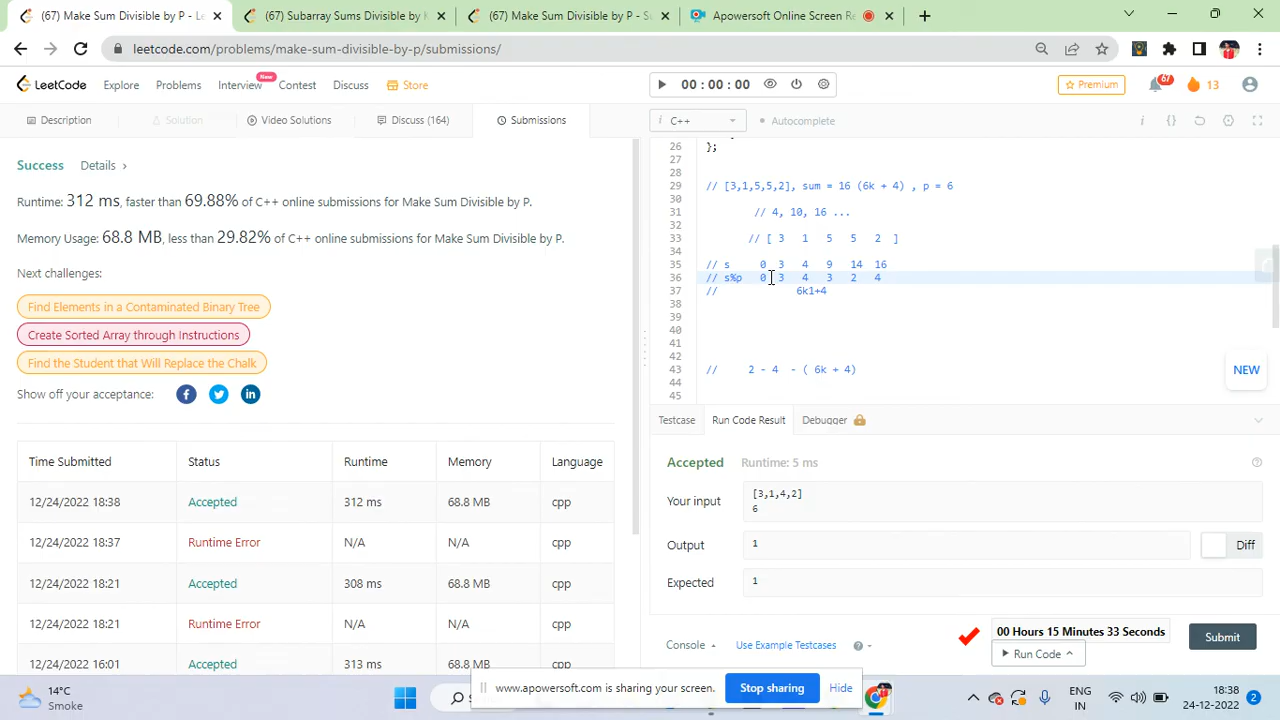 (67) Make Sum Divisible by P - L
(67) Subarray Sums Divisible by K
(67) Make Sum Divisible by P - S
Apowersoft Online Screen Re
leetcode.com/problems/make-sum-divisible-by-p/submissions/
LeetCode Explore Problems Interview New Contest Discuss Store
00 : 00 : 00
Premium 67 13
Description Solution Video Solutions Discuss (164) Submissions
i C++ Autocomplete
Success Details
Runtime: 312 ms, faster than 69.88% of C++ online submissions for Make Sum Divisible by P.
Memory Usage: 68.8 MB, less than 29.82% of C++ online submissions for Make Sum Divisible by P.
Next challenges:
Find Elements in a Contaminated Binary Tree
Create Sorted Array through Instructions
Find the Student that Will Replace the Chalk
Show off your acceptance:
Time Submitted Status Runtime Memory Language
12/24/2022 18:38 Accepted 312 ms 68.8 MB cpp
12/24/2022 18:37 Runtime Error N/A N/A cpp
12/24/2022 18:21 Accepted 308 ms 68.8 MB cpp
12/24/2022 18:21 Runtime Error N/A N/A cpp
12/24/2022 16:01 Accepted 313 ms 68.8 MB cpp
26 };
27
28
29 // [3,1,5,5,2], sum = 16 (6k + 4) , p = 6
30
31 // 4, 10, 16 ...
32
33 // [ 3 1 5 5 2 ]
34
35 // s 0 3 4 9 14 16
36 // s%p 0 3 4 3 2 4
37 // 6k1+4
38
39
40
41
42
43 // 2 - 4 - ( 6k + 4)
44
45
NEW
Testcase Run Code Result Debugger
Accepted Runtime: 5 ms
Your input
[3,1,4,2]
6
Output 1 Diff
Expected 1
Console Use Example Testcases
00 Hours 15 Minutes 33 Seconds
Run Code
Submit
www.apowersoft.com is sharing your screen. Stop sharing Hide
14°C
Smoke
ENG
IN
18:38
24-12-2022
2